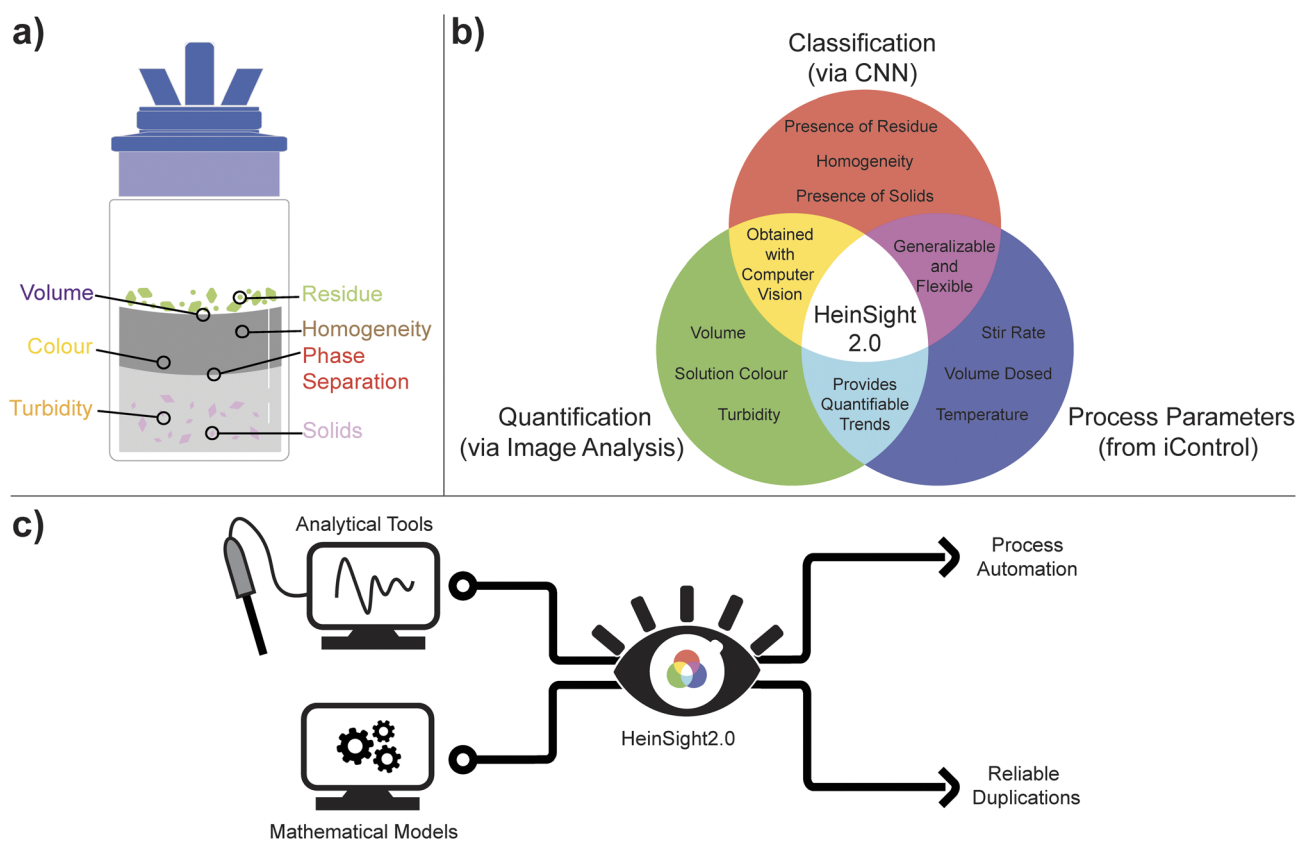 a)
Volume
Residue
Homogeneity
Colour
Phase
Separation
Turbidity
Solids
b)
Classification
(via CNN)
Presence of Residue
Homogeneity
Presence of Solids
Obtained
with
Computer
Vision
Generalizable
and
Flexible
HeinSight
2.0
Volume
Solution Colour
Turbidity
Provides
Quantifiable
Trends
Stir Rate
Volume Dosed
Temperature
Quantification
(via Image Analysis)
Process Parameters
(from iControl)
c)
Analytical Tools
Mathematical Models
HeinSight2.0
Process
Automation
Reliable
Duplications